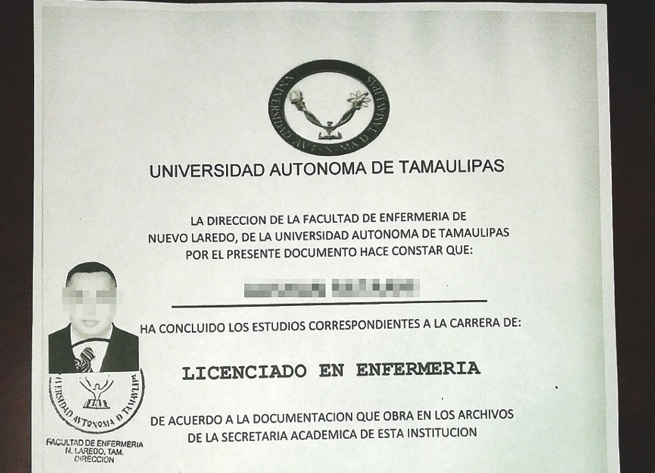 UNIVERSIDAD AUTONOMA DE TAMAULIPAS
UNIVERSIDAD AUTONOMA DE TAMAULIPAS
LA DIRECCION DE LA FACULTAD DE ENFERMERIA DE
NUEVO LAREDO, DE LA UNIVERSIDAD AUTONOMA DE TAMAULIPAS
POR EL PRESENTE DOCUMENTO HACE CONSTAR QUE:
HA CONCLUIDO LOS ESTUDIOS CORRESPONDIENTES A LA CARRERA DE:
LICENCIADO EN ENFERMERIA
DE ACUERDO A LA DOCUMENTACION QUE OBRA EN LOS ARCHIVOS
DE LA SECRETARIA ACADEMICA DE ESTA INSTITUCION
AUTONOMA D TAMAULIPA
FACULTAD DE ENFERMERIA
N. LAREDO, TAM.
DIRECCION